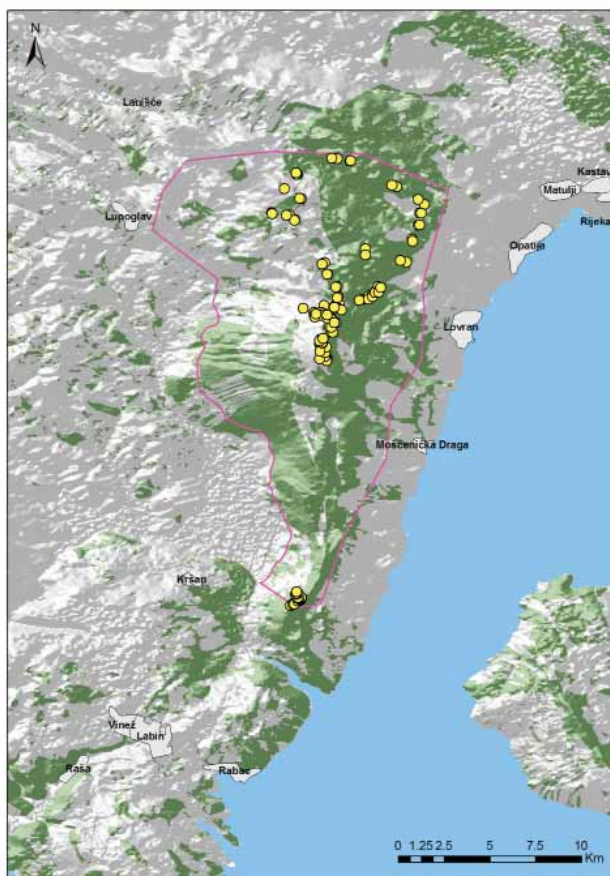 N
Lanišće
Kastav
Matulji
Lupoglav
Rijeka
Opatija
Lovran
Mošćenička Draga
Kršan
Vinež
Labin
Raša
Rabac
0 1.25 2.5 5 7.5 10
Km